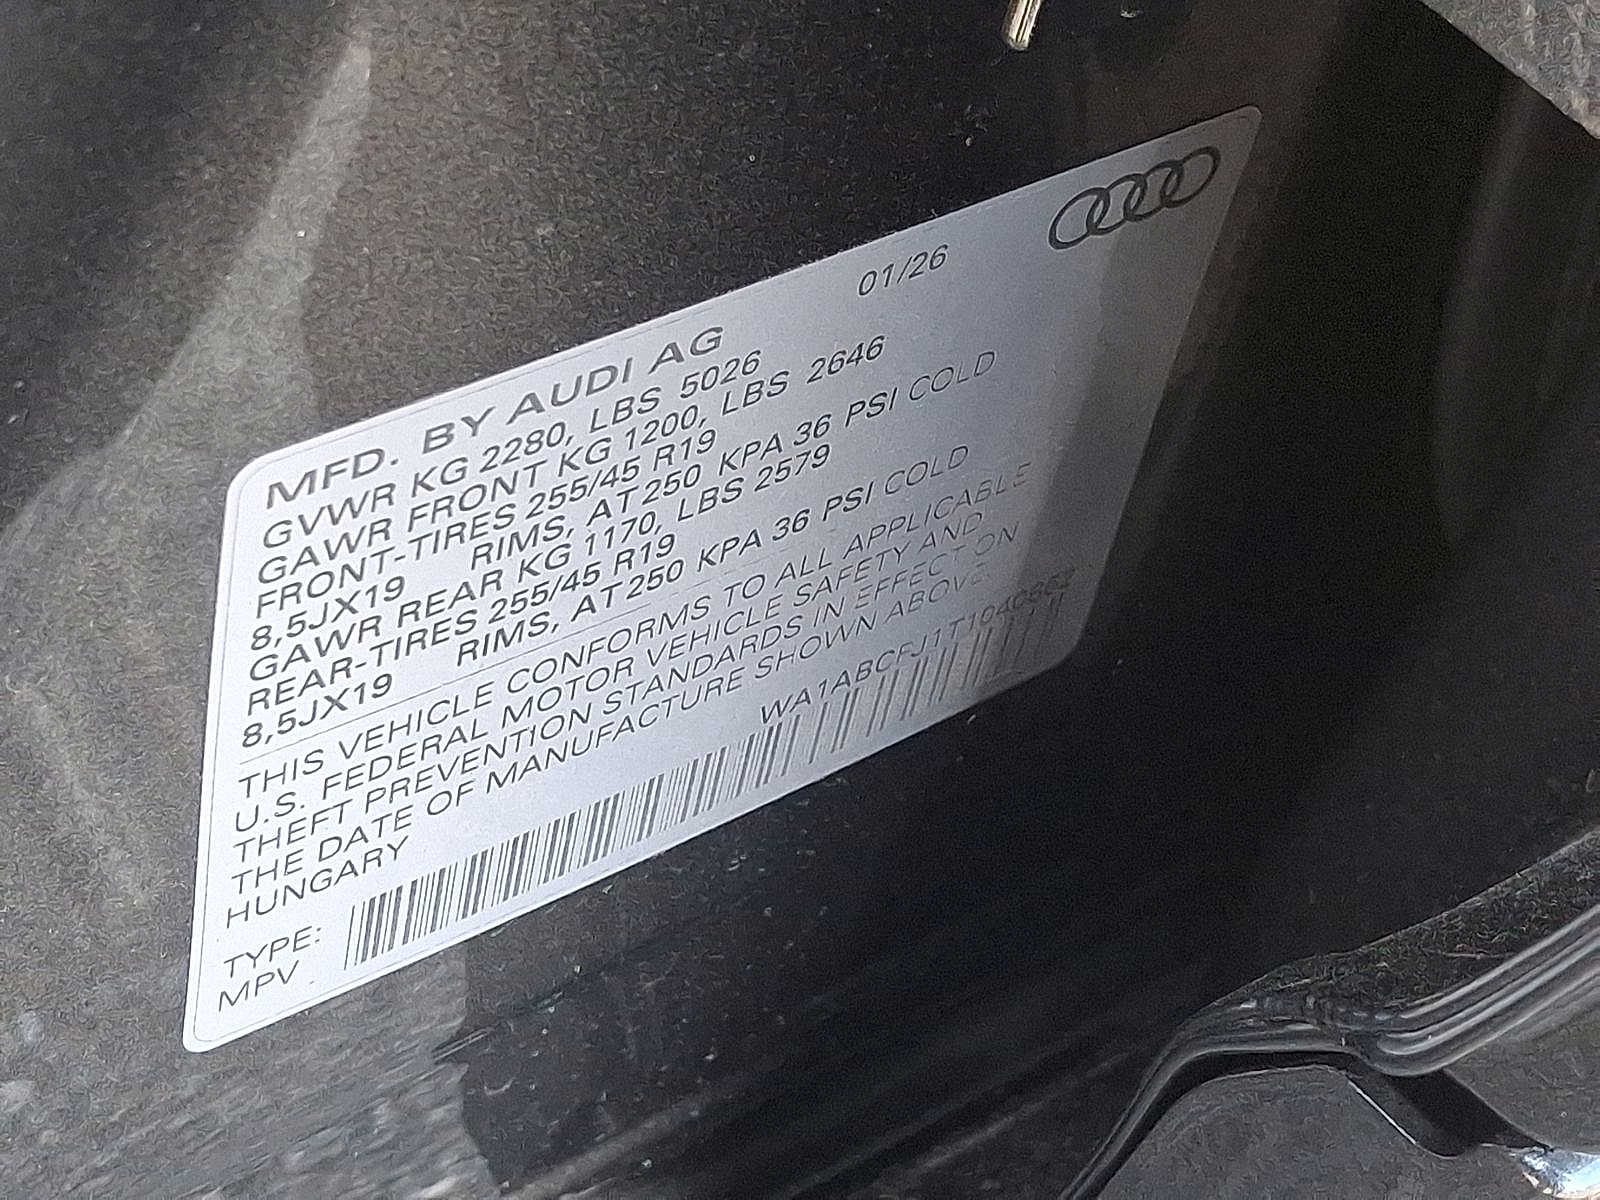 MFD. BY AUDI AG 01/26
GVWR KG 2280, LBS 5026
GAWR FRONT KG 1200, LBS 2646
FRONT-TIRES 255/45 R19
8,5JX19 RIMS, AT 250 KPA 36 PSI COLD
GAWR REAR KG 1170, LBS 2579
REAR-TIRES 255/45 R19
8,5JX19 RIMS, AT 250 KPA 36 PSI COLD
THIS VEHICLE CONFORMS TO ALL APPLICABLE
U.S. FEDERAL MOTOR VEHICLE SAFETY AND
THEFT PREVENTION STANDARDS IN EFFECT ON
THE DATE OF MANUFACTURE SHOWN ABOVE.
HUNGARY
TYPE:
MPV